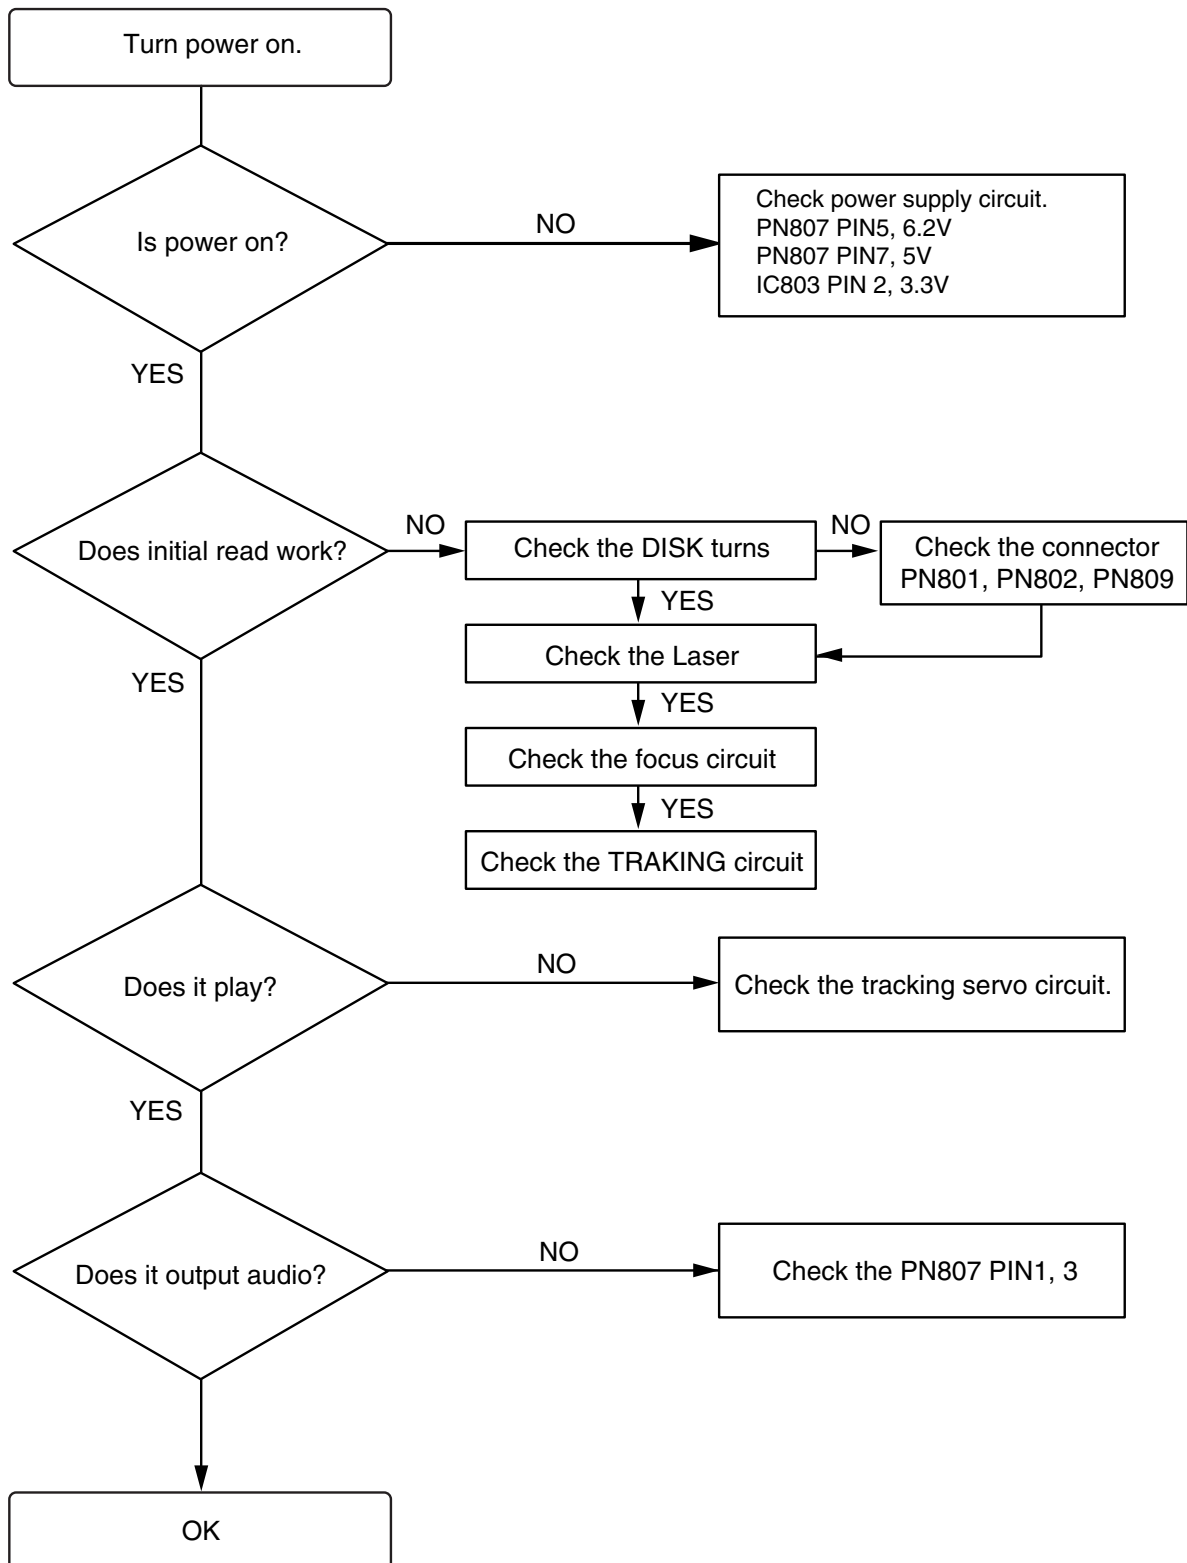 Turn power on.
Is power on?
NO
Check power supply circuit.
PN807 PIN5, 6.2V
PN807 PIN7, 5V
IC803 PIN 2, 3.3V
YES
Does initial read work?
NO
Check the DISK turns
NO
Check the connector
PN801, PN802, PN809
YES
Check the Laser
YES
Check the focus circuit
YES
Check the TRAKING circuit
YES
Does it play?
NO
Check the tracking servo circuit.
YES
Does it output audio?
NO
Check the PN807 PIN1, 3
OK